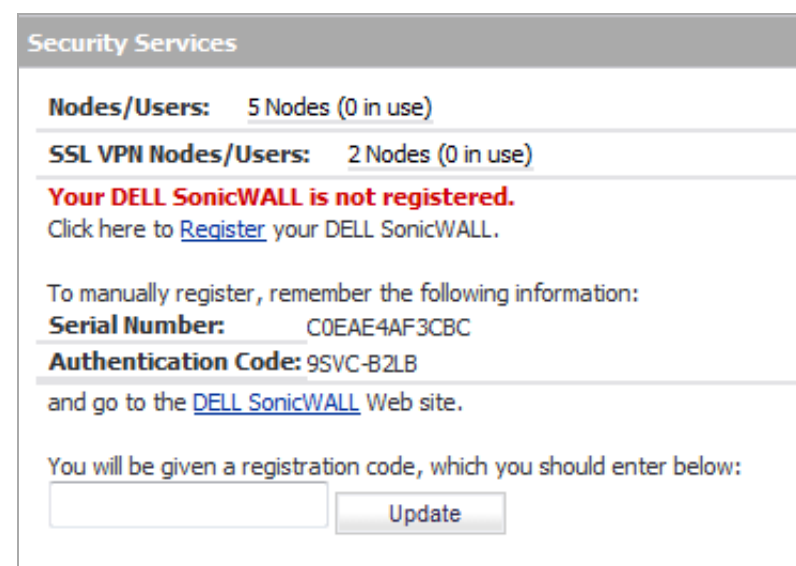 Security Services
Nodes/Users: 5 Nodes (0 in use)
SSL VPN Nodes/Users: 2 Nodes (0 in use)
Your DELL SonicWALL is not registered.
Click here to Register your DELL SonicWALL.
To manually register, remember the following information:
Serial Number: C0EAE4AF3CBC
Authentication Code: 9SVC-B2LB
and go to the DELL SonicWALL Web site.
You will be given a registration code, which you should enter below:
Update